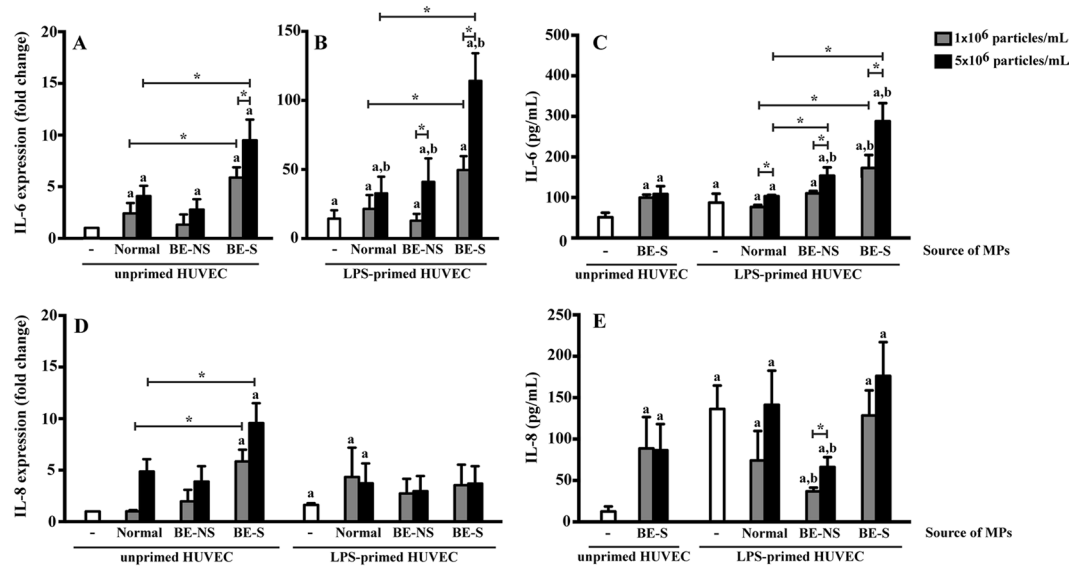 A
IL-6 expression (fold change)
20
15
10
5
0
* * *
a a a a a
- Normal BE-NS BE-S
unprimed HUVEC
B
150
100
50
0
* * * *
a a a,b a a,b a a,b
- Normal BE-NS BE-S
LPS-primed HUVEC
C
IL-6 (pg/mL)
500
400
300
200
100
0
* * * * * *
a a a a a a a,b a,b a,b
- BE-S - Normal BE-NS BE-S
unprimed HUVEC LPS-primed HUVEC
1x10⁶ particles/mL
5x10⁶ particles/mL
Source of MPs
D
IL-8 expression (fold change)
20
15
10
5
0
* *
a a a a a
- Normal BE-NS BE-S - Normal BE-NS BE-S
unprimed HUVEC LPS-primed HUVEC
E
IL-8 (pg/mL)
250
200
150
100
50
0
*
a a a a a a,b a,b a a
- BE-S - Normal BE-NS BE-S
unprimed HUVEC LPS-primed HUVEC
Source of MPs